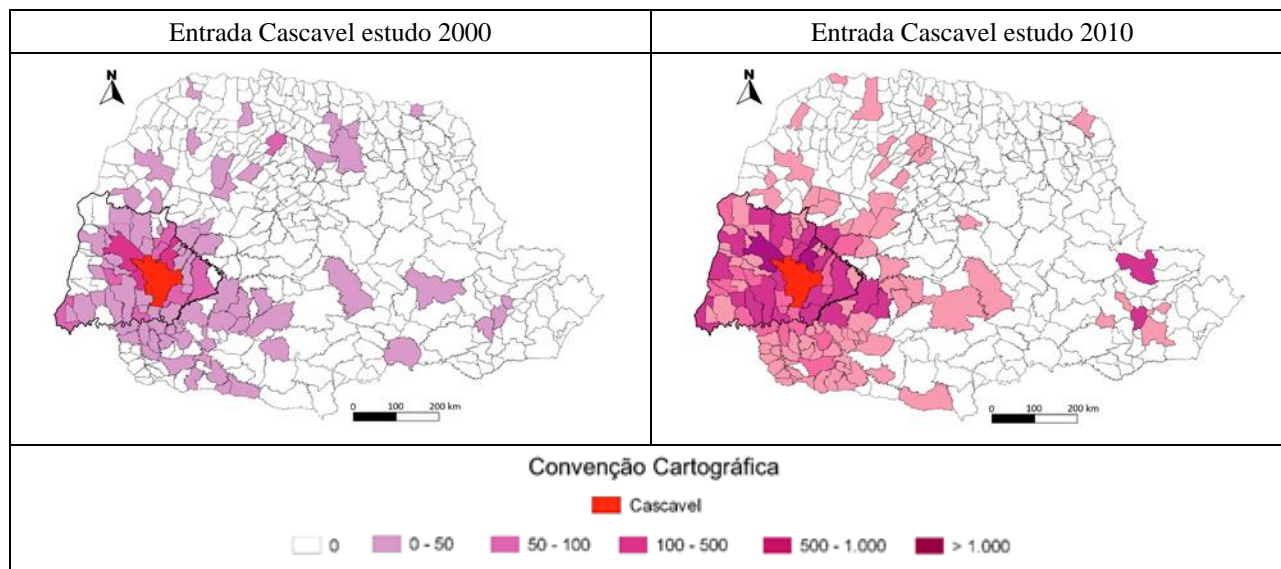 Entrada Cascavel estudo 2000
Entrada Cascavel estudo 2010
N
0 100 200 km
N
0 100 200 km
Convenção Cartográfica
Cascavel
0 0 - 50 50 - 100 100 - 500 500 - 1.000 > 1.000